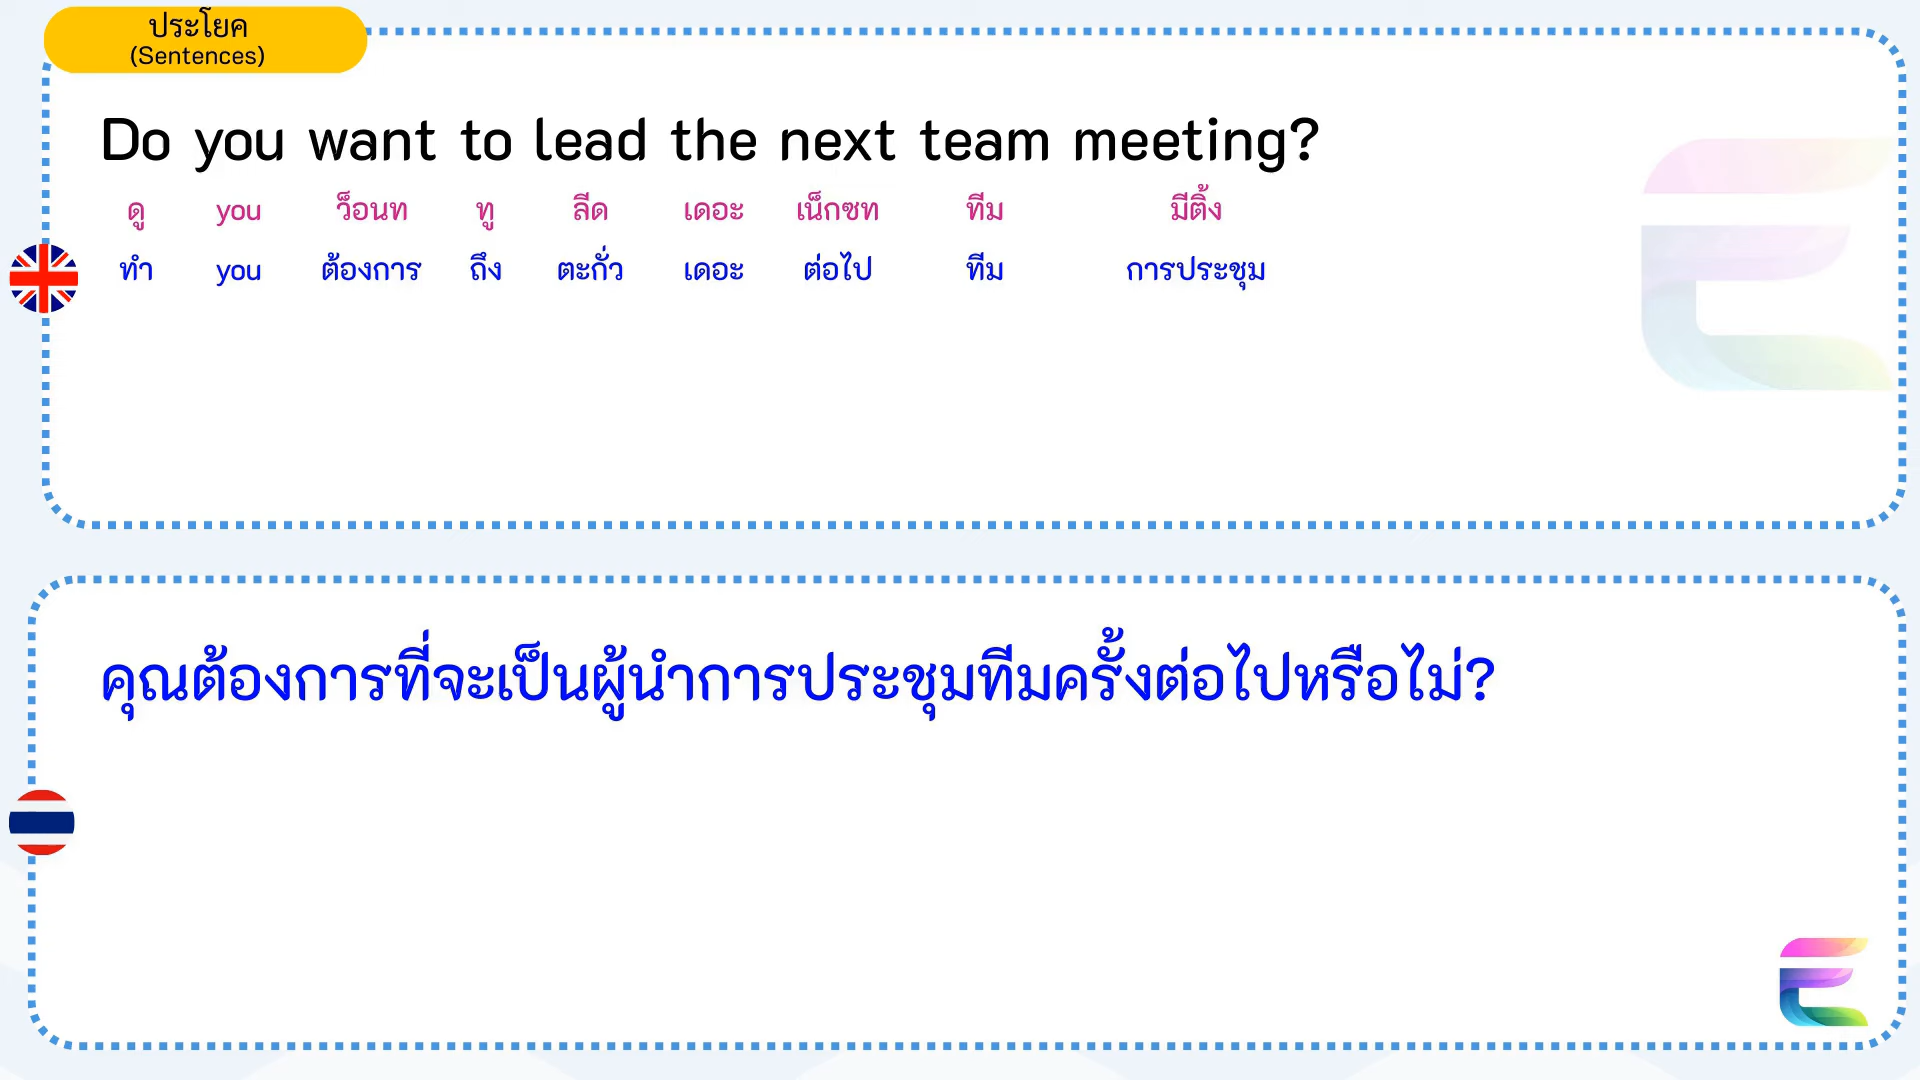 ประโยค
(Sentences)
Do you want to lead the next team meeting?
ดู you ว็อนท ทู ลีด เดอะ เน็กซท ทีม มีติ้ง
ทำ you ต้องการ ถึง ตะกั่ว เดอะ ต่อไป ทีม การประชุม
คุณต้องการที่จะเป็นผู้นำการประชุมทีมครั้งต่อไปหรือไม่?